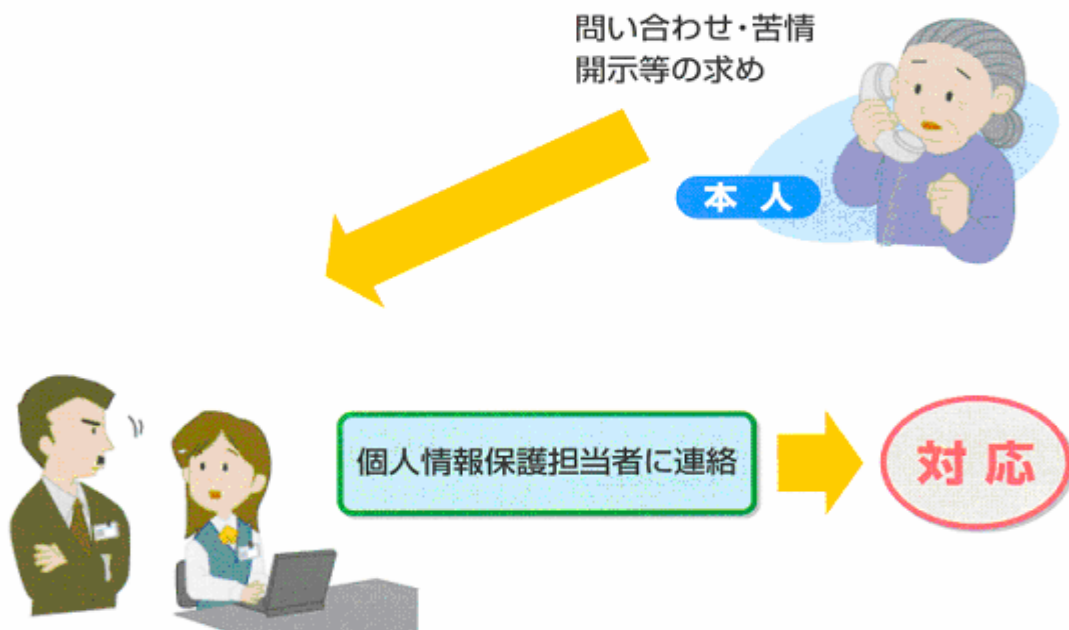 問い合わせ・苦情
開示等の求め
本人
個人情報保護担当者に連絡
対応